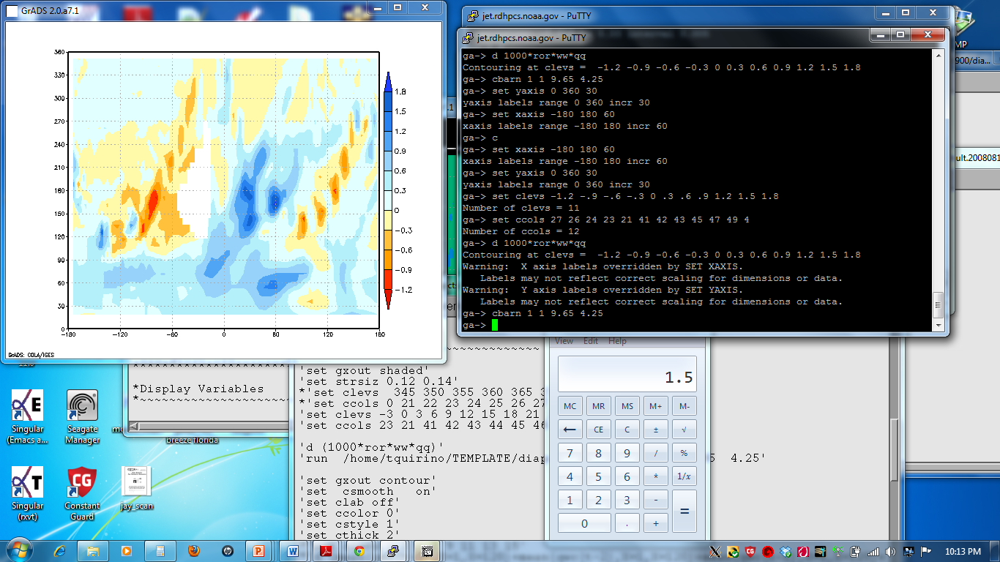 GrADS 2.0.a7.1
360
330
300
270
240
210
180
150
120
90
60
30
0
-180
-120
-60
0
60
120
180
1.8
1.5
1.2
0.9
0.6
0.3
0
-0.3
-0.6
-0.9
-1.2
GrADS: COLA/IGES
jet.rdhpcs.noaa.gov - PuTTY
jet.rdhpcs.noaa.gov - PuTTY
ga-> d 1000*ror*ww*qq
Contouring at clevs =  -1.2 -0.9 -0.6 -0.3 0 0.3 0.6 0.9 1.2 1.5 1.8
ga-> cbarn 1 1 9.65 4.25
ga-> set yaxis 0 360 30
yaxis labels range 0 360 incr 30
ga-> set xaxis -180 180 60
xaxis labels range -180 180 incr 60
ga-> c
ga-> set xaxis -180 180 60
xaxis labels range -180 180 incr 60
ga-> set yaxis 0 360 30
yaxis labels range 0 360 incr 30
ga-> set clevs -1.2 -.9 -.6 -.3 0 .3 .6 .9 1.2 1.5 1.8
Number of clevs = 11
ga-> set ccols 27 26 24 23 21 41 42 43 45 47 49 4
Number of ccols = 12
ga-> d 1000*ror*ww*qq
Contouring at clevs =  -1.2 -0.9 -0.6 -0.3 0 0.3 0.6 0.9 1.2 1.5 1.8
Warning:  X axis labels overridden by SET XAXIS.
   Labels may not reflect correct scaling for dimensions or data.
Warning:  Y axis labels overridden by SET YAXIS.
   Labels may not reflect correct scaling for dimensions or data.
ga-> cbarn 1 1 9.65 4.25
ga->
MP
900/dia...
ult.2008081
*Display Variables
*~~~~~~~~~~~~~~~~~~~~~~
'set gxout shaded'
'set strsiz 0.12 0.14'
*'set clevs  345 350 355 360 365 3
*'set ccols 0 21 22 23 24 25 26 27
'set clevs -3 0 3 6 9 12 15 18 21
'set ccols 23 21 41 42 43 44 45 46
'd (1000*ror*ww*qq)'
'run  /home/tquirino/TEMPLATE/diap
5  4.25'
'set gxout contour'
'set  csmooth   on'
'set clab off'
'set ccolor 0'
'set cstyle 1'
'set cthick 2'
View Edit Help
1.5
MC MR MS M+ M-
← CE C ± √
7 8 9 / %
4 5 6 * 1/x
1 2 3 - =
0 . +
Singular (Emacs a...
Seagate Manager
breeze florida
Singular (rxvt)
Constant Guard
jay_scan
10:13 PM